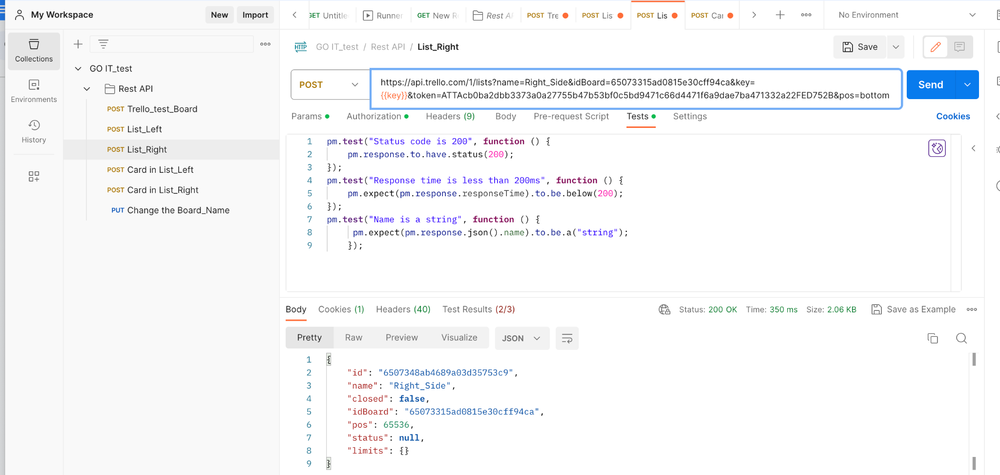 My Workspace
New
Import
GET Untitle
Runner
GET New R
Rest A
POST Tre
POST Lis
POST Lis
POST Car
No Environment
Collections
Environments
History
GO IT_test
Rest API
POST Trello_test_Board
POST List_Left
POST List_Right
POST Card in List_Left
POST Card in List_Right
PUT Change the Board_Name
HTTP GO IT_test / Rest API / List_Right
Save
POST
https://api.trello.com/1/lists?name=Right_Side&idBoard=65073315ad0815e30cff94ca&key=
{{key}}&token=ATTAcb0ba2dbb3373a0a27755b47b53bf0c5bd9471c66d4471f6a9dae7ba471332a22FED752B&pos=bottom
Send
Params Authorization Headers (9) Body Pre-request Script Tests Settings
Cookies
1 pm.test("Status code is 200", function () {
2 pm.response.to.have.status(200);
3 });
4 pm.test("Response time is less than 200ms", function () {
5 pm.expect(pm.response.responseTime).to.be.below(200);
6 });
7 pm.test("Name is a string", function () {
8 pm.expect(pm.response.json().name).to.be.a("string");
9 });
Body Cookies (1) Headers (40) Test Results (2/3)
Status: 200 OK Time: 350 ms Size: 2.06 KB Save as Example
Pretty Raw Preview Visualize JSON
1 {
2 "id": "6507348ab4689a03d35753c9",
3 "name": "Right_Side",
4 "closed": false,
5 "idBoard": "65073315ad0815e30cff94ca",
6 "pos": 65536,
7 "status": null,
8 "limits": {}
9 }